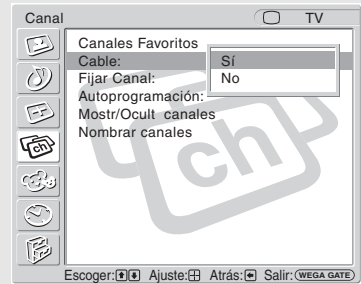 Canal TV
Canales Favoritos
Cable: Sí
Fijar Canal: No
Autoprogramación:
Mostr/Ocult canales
Nombrar canales
ch
ch
Escoger: Ajuste: Atrás: Salir: WEGA GATE